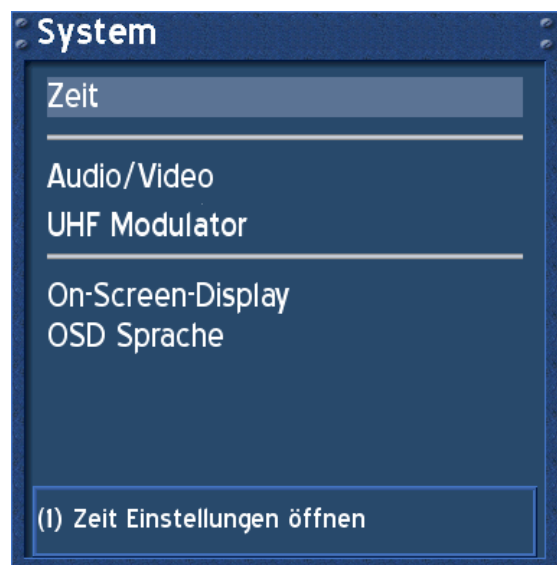 System
Zeit
Audio/Video
UHF Modulator
On-Screen-Display
OSD Sprache
(1) Zeit Einstellungen öffnen